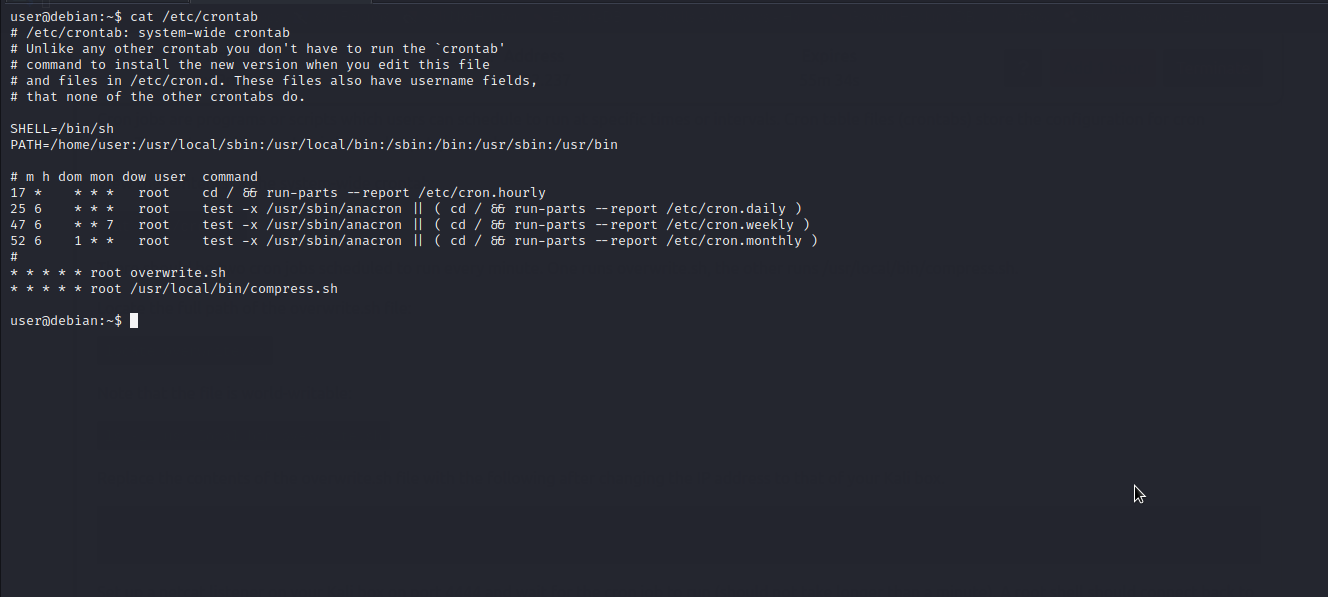 user@debian:~$ cat /etc/crontab
# /etc/crontab: system-wide crontab
# Unlike any other crontab you don't have to run the `crontab'
# command to install the new version when you edit this file
# and files in /etc/cron.d. These files also have username fields,
# that none of the other crontabs do.
SHELL=/bin/sh
PATH=/home/user:/usr/local/sbin:/usr/local/bin:/sbin:/bin:/usr/sbin:/usr/bin
# m h dom mon dow user  command
17 *    * * *   root    cd / && run-parts --report /etc/cron.hourly
25 6    * * *   root    test -x /usr/sbin/anacron || ( cd / && run-parts --report /etc/cron.daily )
47 6    * * 7   root    test -x /usr/sbin/anacron || ( cd / && run-parts --report /etc/cron.weekly )
52 6    1 * *   root    test -x /usr/sbin/anacron || ( cd / && run-parts --report /etc/cron.monthly )
#
* * * * * root overwrite.sh
* * * * * root /usr/local/bin/compress.sh
user@debian:~$